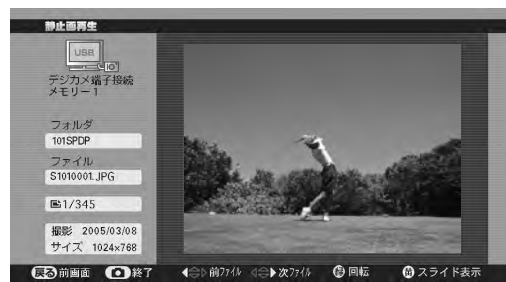 静止画再生
USB
デジカメ端子接続
メモリー1
フォルダ
101SPDP
ファイル
S1010001.JPG
1/345
撮影 2005/03/08
サイズ 1024×768
戻る 前画面 終了 前ファイル 次ファイル 回転 スライド表示